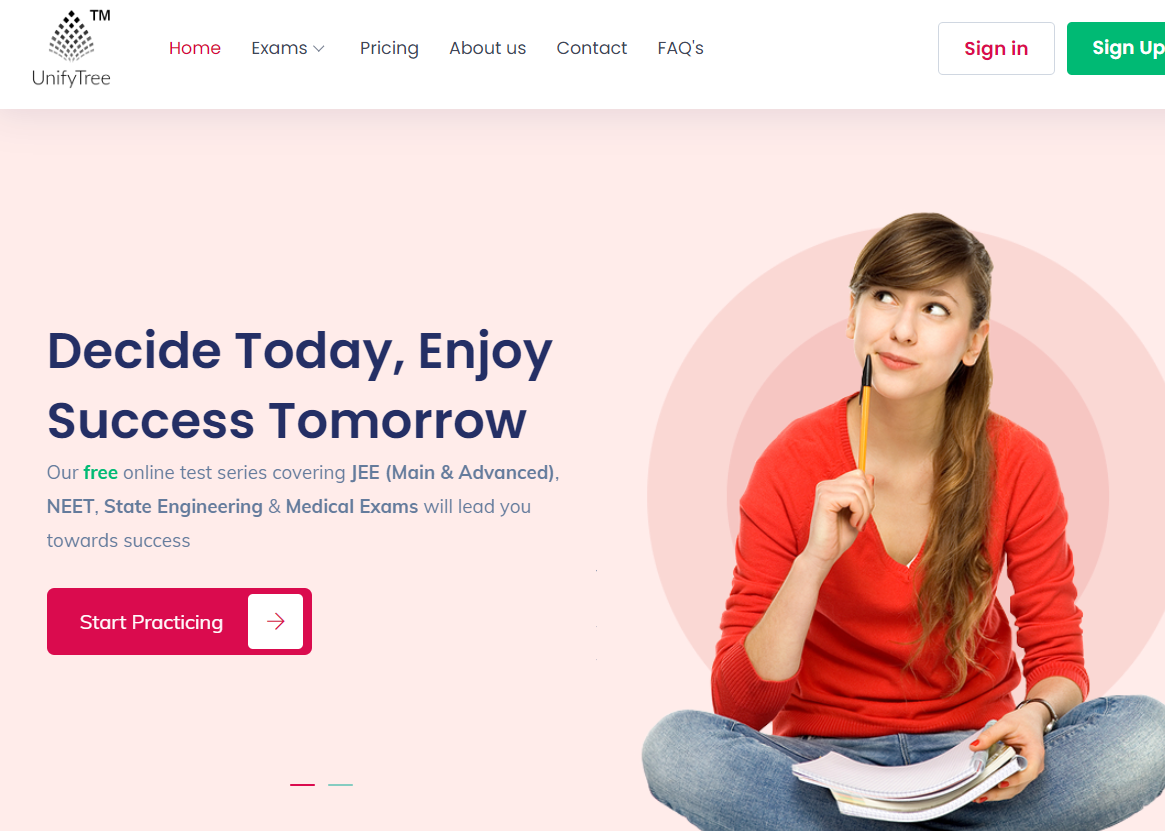 TM
UnifyTree
Home Exams Pricing About us Contact FAQ's Sign in Sign Up
Decide Today, Enjoy
Success Tomorrow
Our free online test series covering JEE (Main & Advanced),
NEET, State Engineering & Medical Exams will lead you
towards success
Start Practicing